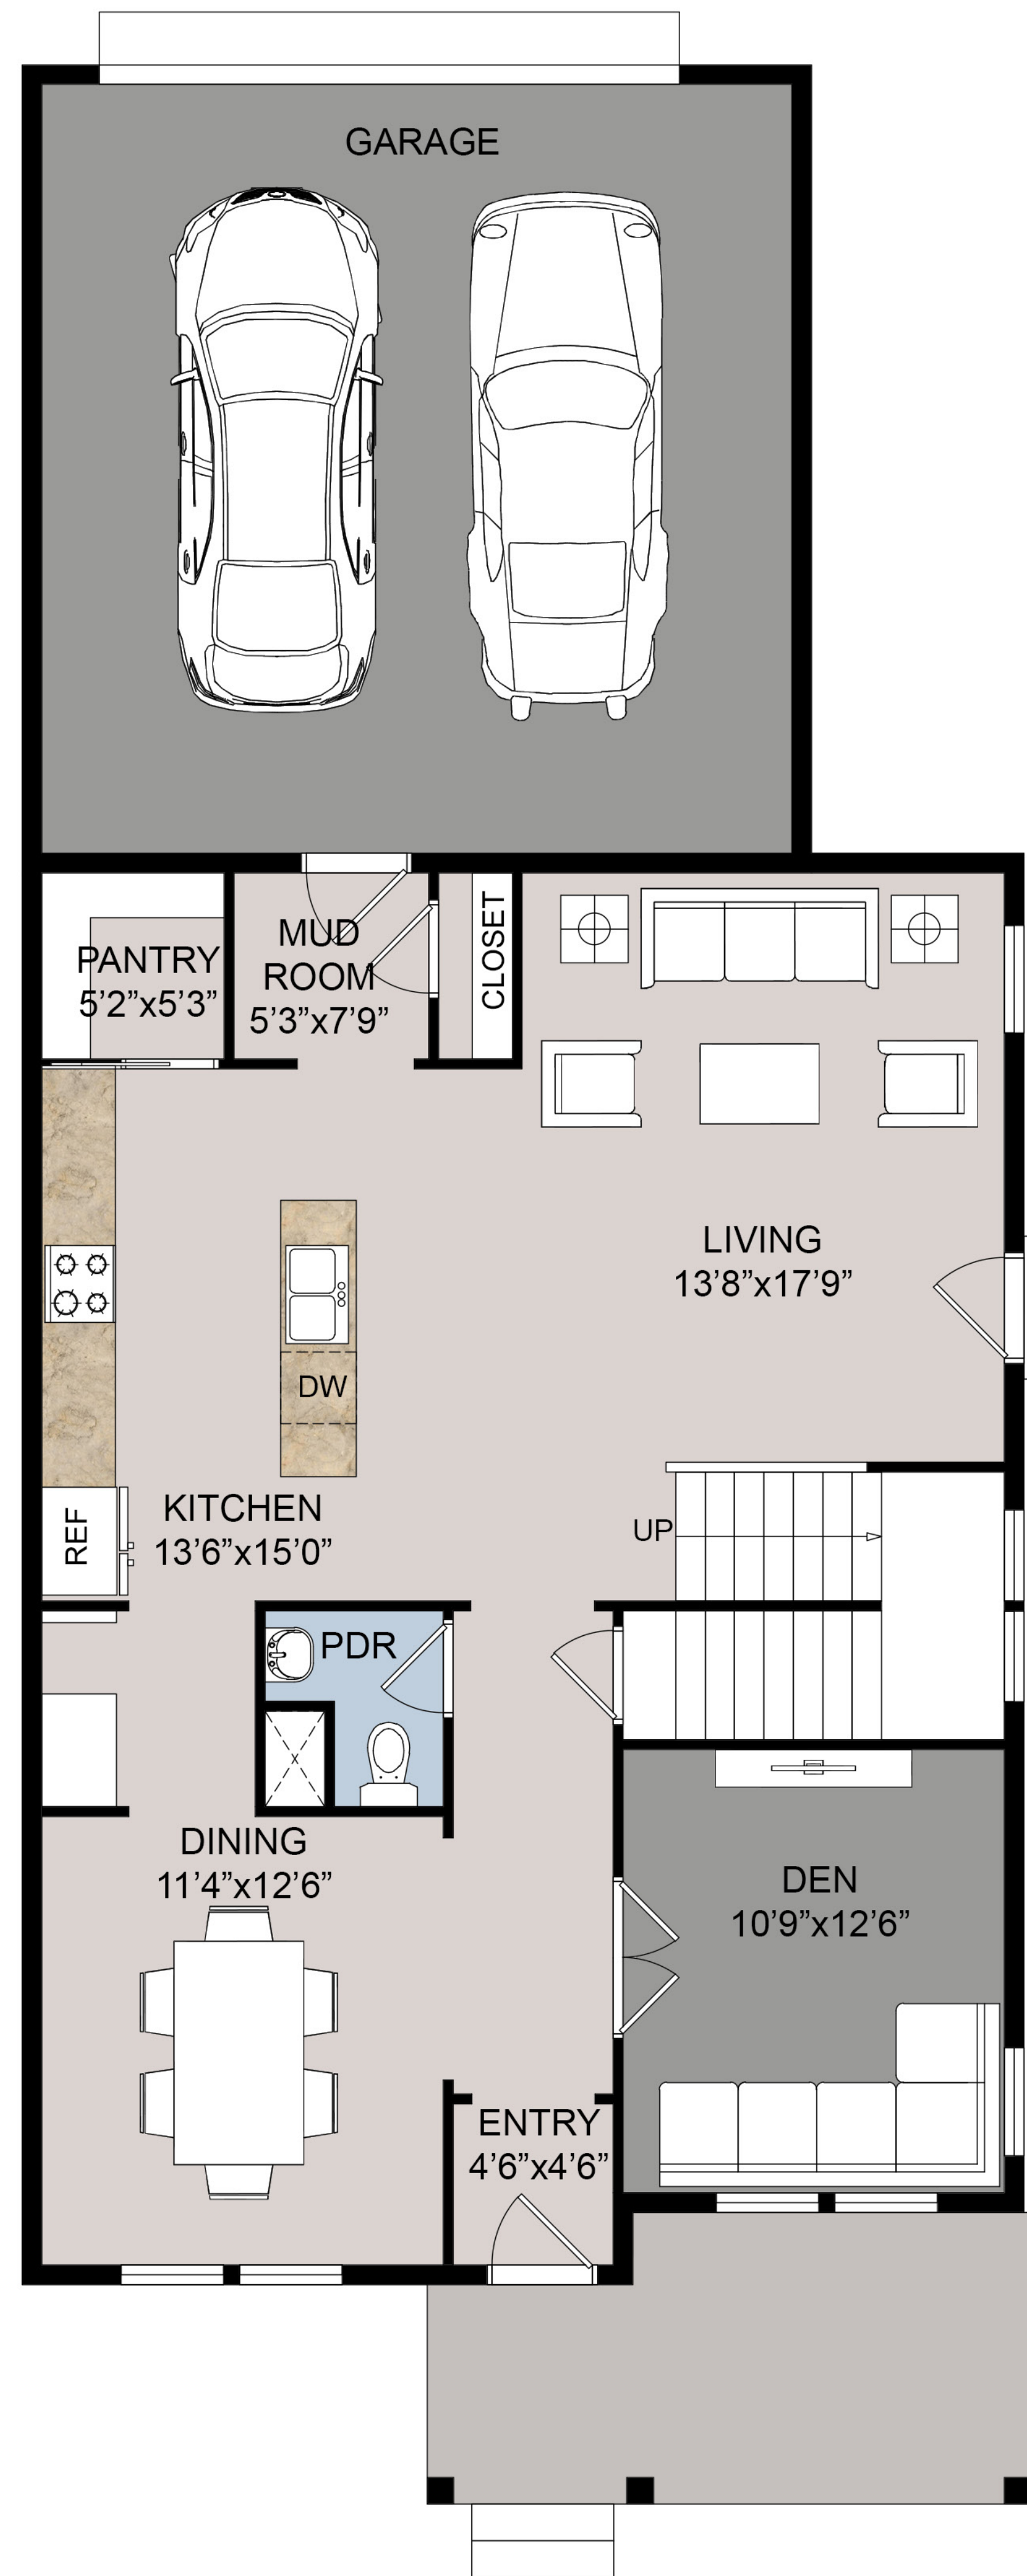 GARAGE
PANTRY
5’2”x5’3”
MUD
ROOM
5’3”x7’9”
CLOSET
LIVING
13’8”x17’9”
DW
REF
KITCHEN
13’6”x15’0”
UP
PDR
DINING
11’4”x12’6”
DEN
10’9”x12’6”
ENTRY
4’6”x4’6”